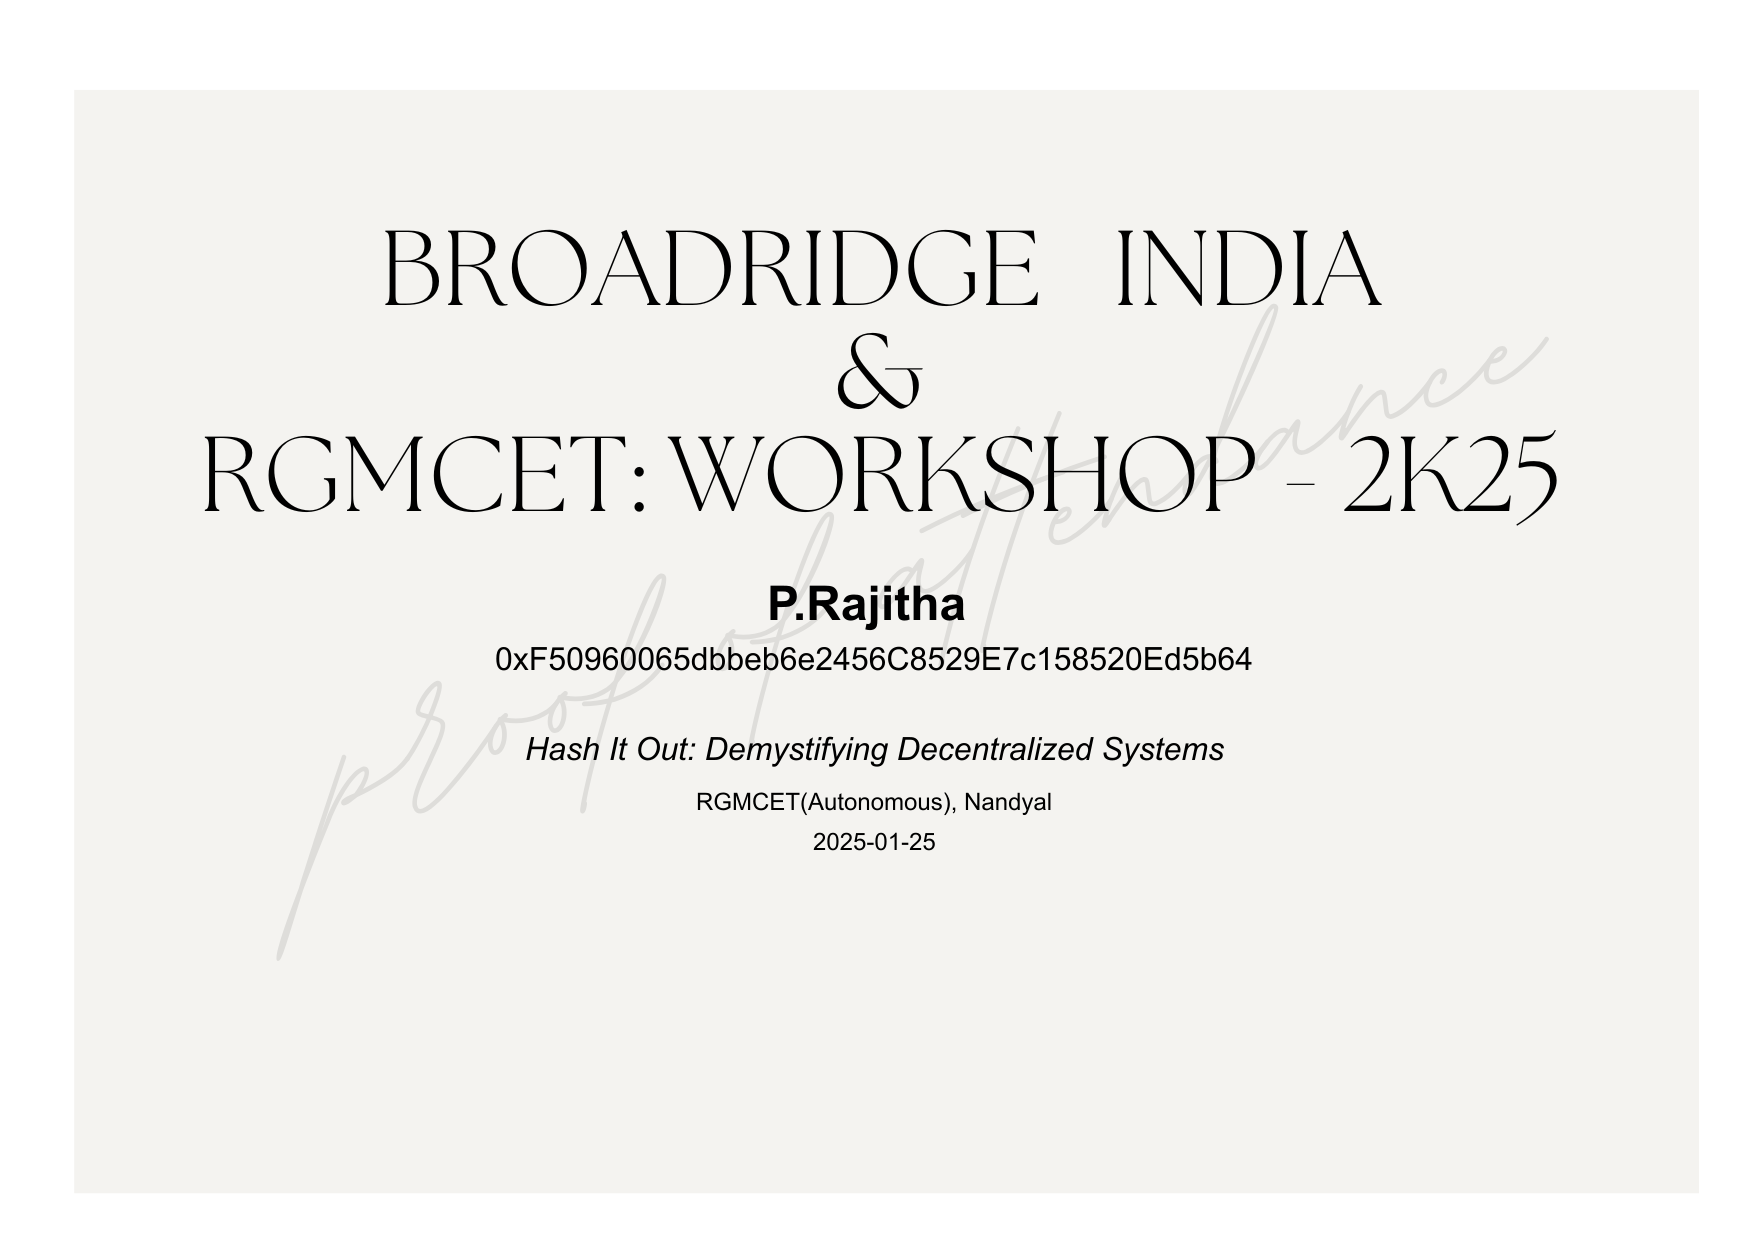 BROADRIDGE INDIA
&
RGMCET: WORKSHOP - 2K25
proof of attendance
P.Rajitha
0xF50960065dbbeb6e2456C8529E7c158520Ed5b64
Hash It Out: Demystifying Decentralized Systems
RGMCET(Autonomous), Nandyal
2025-01-25